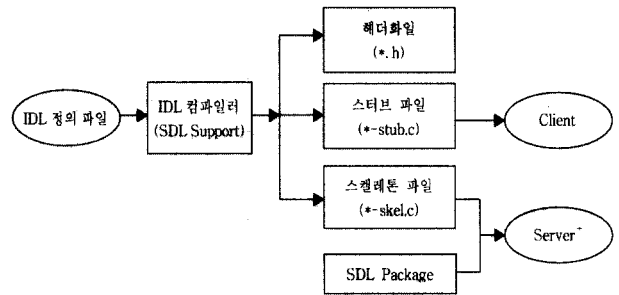 헤더화일
(*.h)
IDL 정의 파일
IDL 컴파일러
(SDL Support)
스터브 파일
(*-stub.c)
Client
스켈레톤 파일
(*-skel.c)
Server+
SDL Package